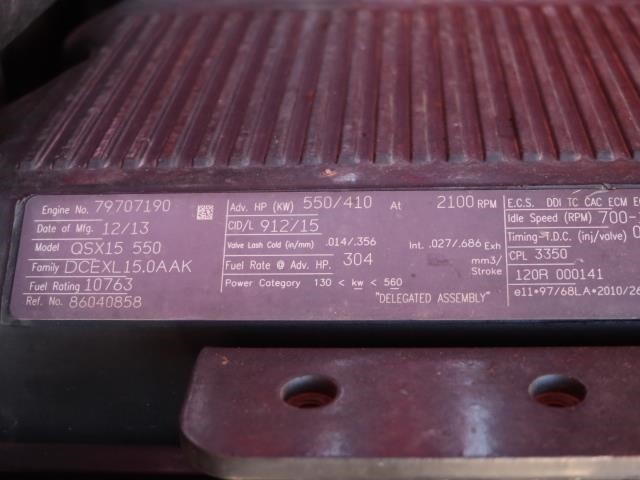 Engine No. 79707190
Date of Mfg. 12/13
Model QSX15 550
Family DCEXL15.0AAK
Fuel Rating 10763
Ref. No. 86040858
Adv. HP (KW) 550/410 At 2100 RPM
CID/L 912/15
Valve Lash Cold (in/mm) .014/.356 Int. .027/.686 Exh
Fuel Rate @ Adv. HP. 304 mm3/
Stroke
Power Category 130 < kw < 560
"DELEGATED ASSEMBLY"
E.C.S. DDI TC CAC ECM
Idle Speed (RPM) 700-
Timing-T.D.C. (inj/valve)
CPL 3350
120R 000141
e11*97/68LA*2010/26